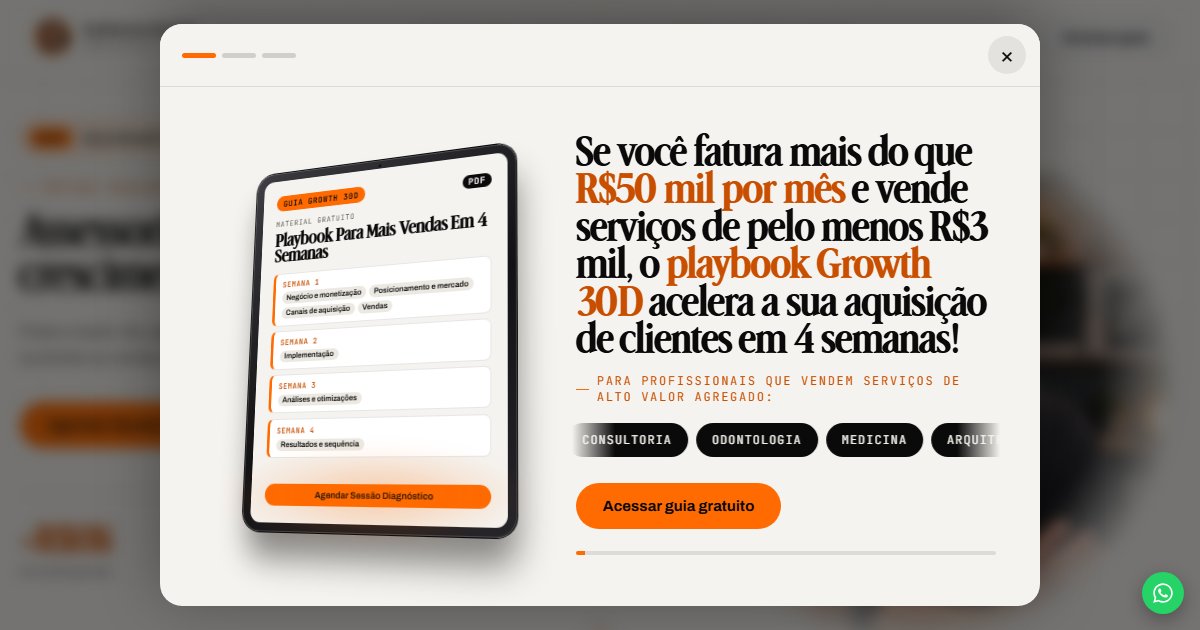 GUIA GROWTH 30D
PDF
MATERIAL GRATUITO
Playbook Para Mais Vendas Em 4
Semanas
SEMANA 1
Negócio e monetização
Posicionamento e mercado
Canais de aquisição
Vendas
SEMANA 2
Implementação
SEMANA 3
Análises e otimizações
SEMANA 4
Resultados e sequência
Agendar Sessão Diagnóstico
Se você fatura mais do que
R$50 mil por mês e vende
serviços de pelo menos R$3
mil, o playbook Growth
30D acelera a sua aquisição
de clientes em 4 semanas!
PARA PROFISSIONAIS QUE VENDEM SERVIÇOS DE
ALTO VALOR AGREGADO:
CONSULTORIA
ODONTOLOGIA
MEDICINA
ARQUIT
Acessar guia gratuito